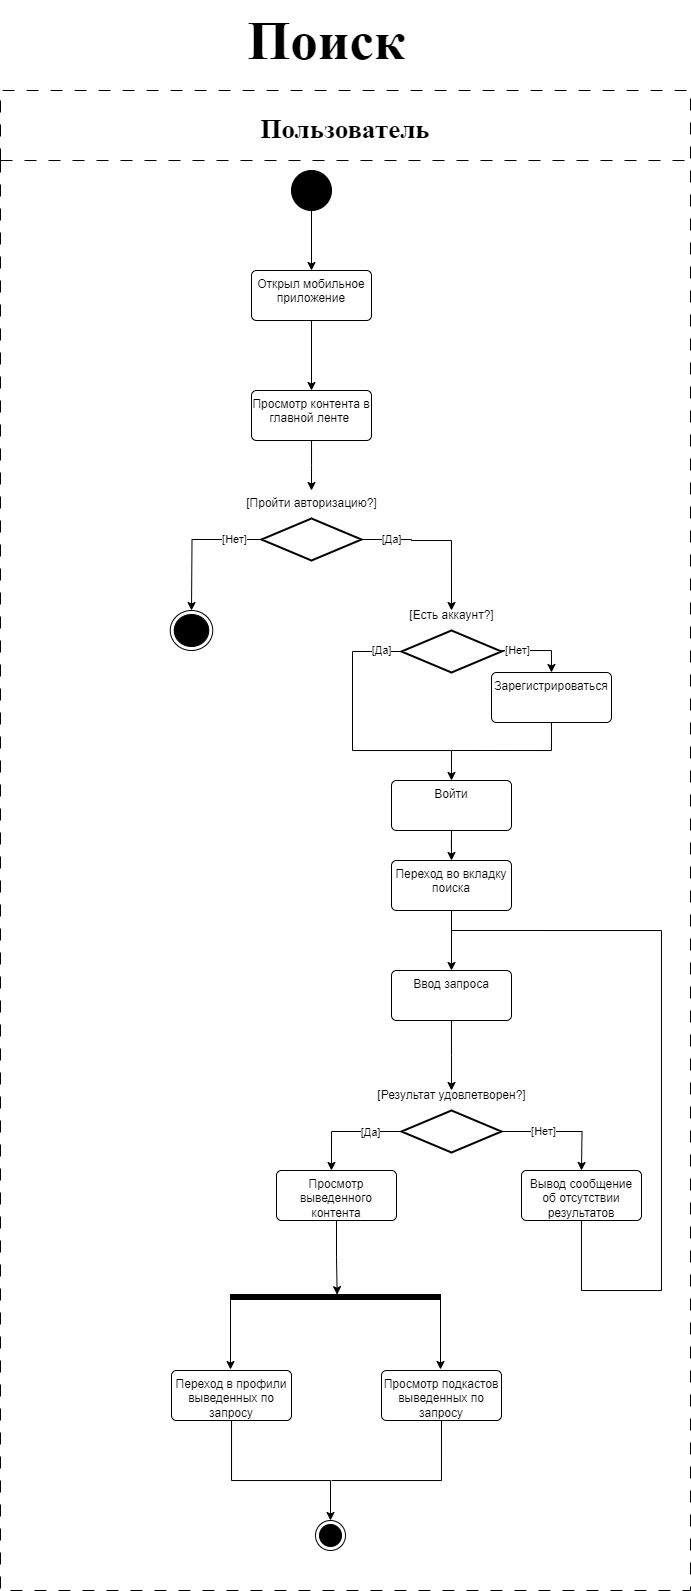 Поиск
Пользователь
Открыл мобильное
приложение
Просмотр контента в
главной ленте
[Пройти авторизацию?]
[Нет]
[Да]
[Есть аккаунт?]
[Да]
[Нет]
Зарегистрироваться
Войти
Переход во вкладку
поиска
Ввод запроса
[Результат удовлетворен?]
[Да]
[Нет]
Просмотр
выведенного
контента
Вывод сообщение
об отсутствии
результатов
Переход в профили
выведенных по
запросу
Просмотр подкастов
выведенных по
запросу